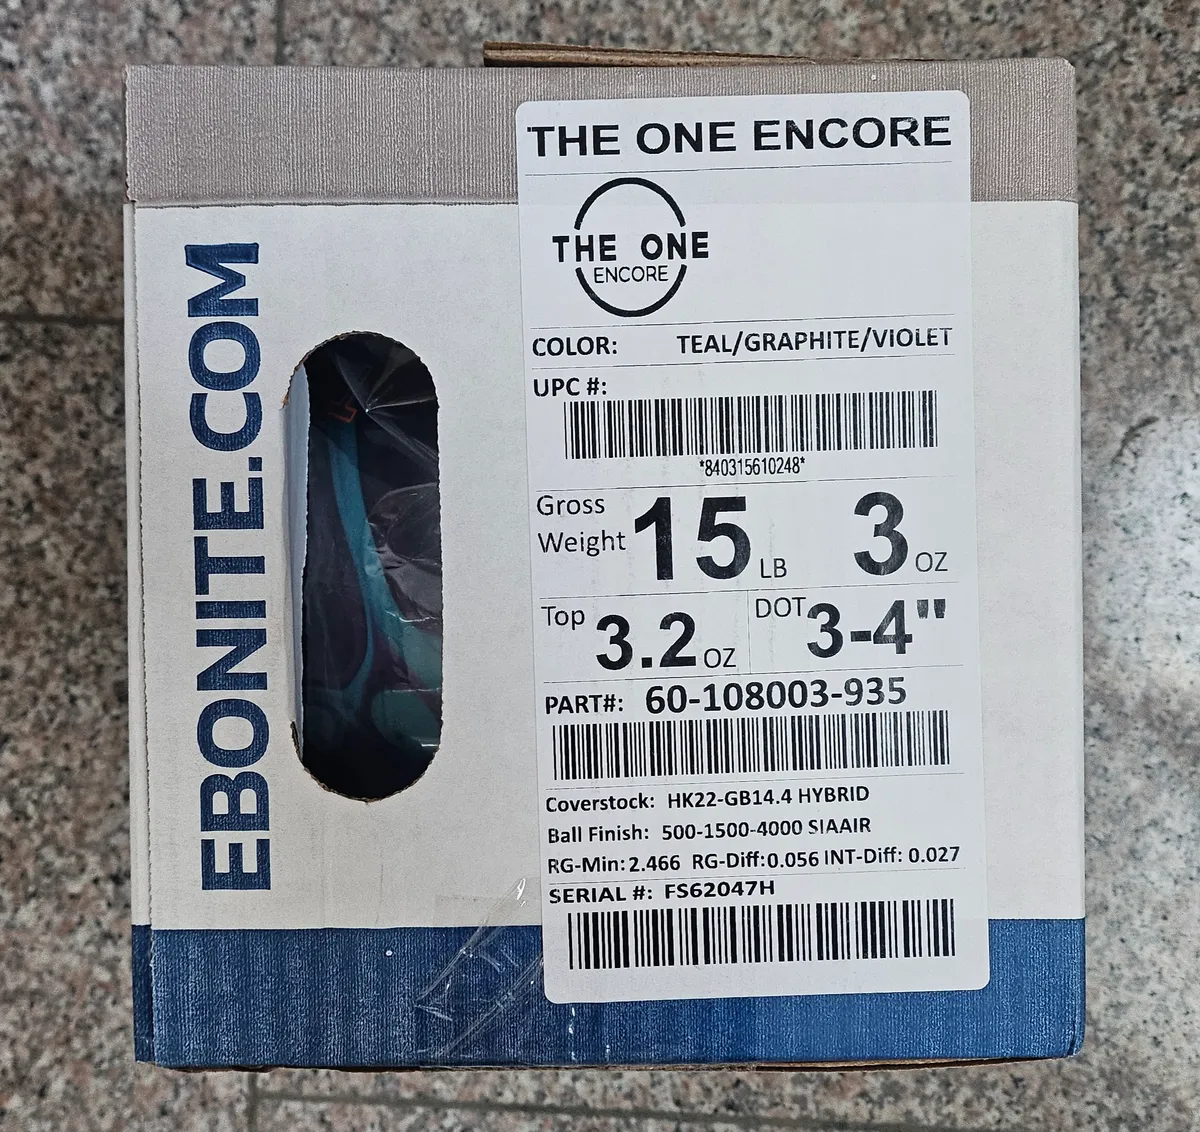 EBONITE.COM
THE ONE ENCORE
THE ONE
ENCORE
COLOR: TEAL/GRAPHITE/VIOLET
UPC #:
*840315610248*
Gross Weight 15 LB 3 OZ
Top 3.2 OZ DOT 3-4"
PART#: 60-108003-935
Coverstock: HK22-GB14.4 HYBRID
Ball Finish: 500-1500-4000 SIAAIR
RG-Min: 2.466 RG-Diff: 0.056 INT-Diff: 0.027
SERIAL #: FS62047H